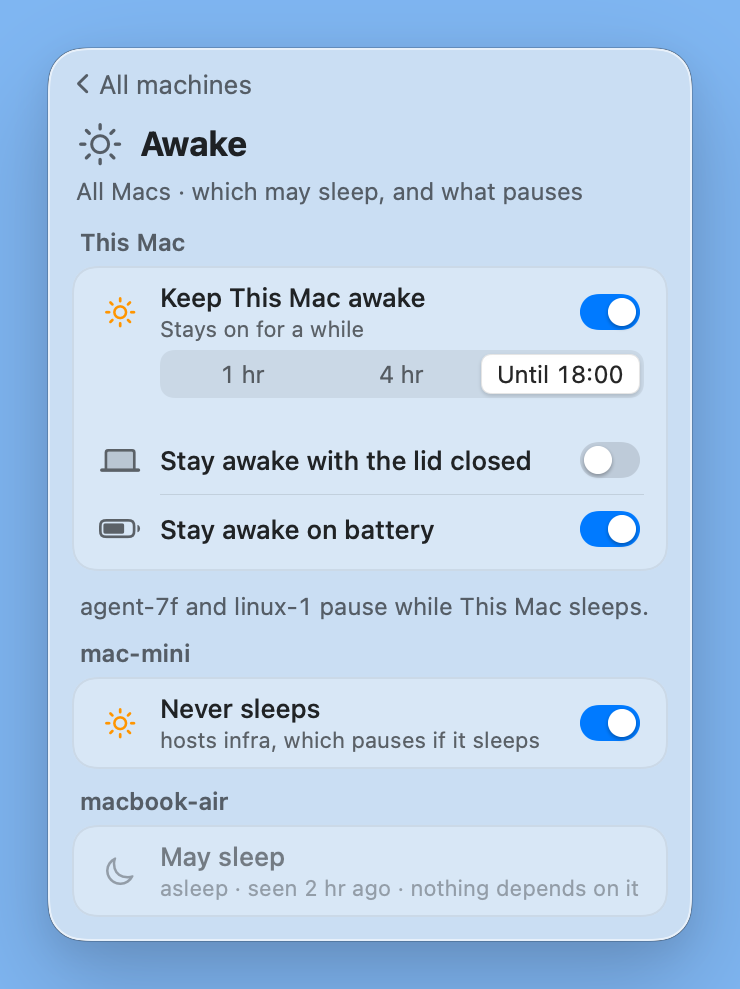 All machines
Awake
All Macs · which may sleep, and what pauses
This Mac
Keep This Mac awake
Stays on for a while
1 hr 4 hr Until 18:00
Stay awake with the lid closed
Stay awake on battery
agent-7f and linux-1 pause while This Mac sleeps.
mac-mini
Never sleeps
hosts infra, which pauses if it sleeps
macbook-air
May sleep
asleep · seen 2 hr ago · nothing depends on it